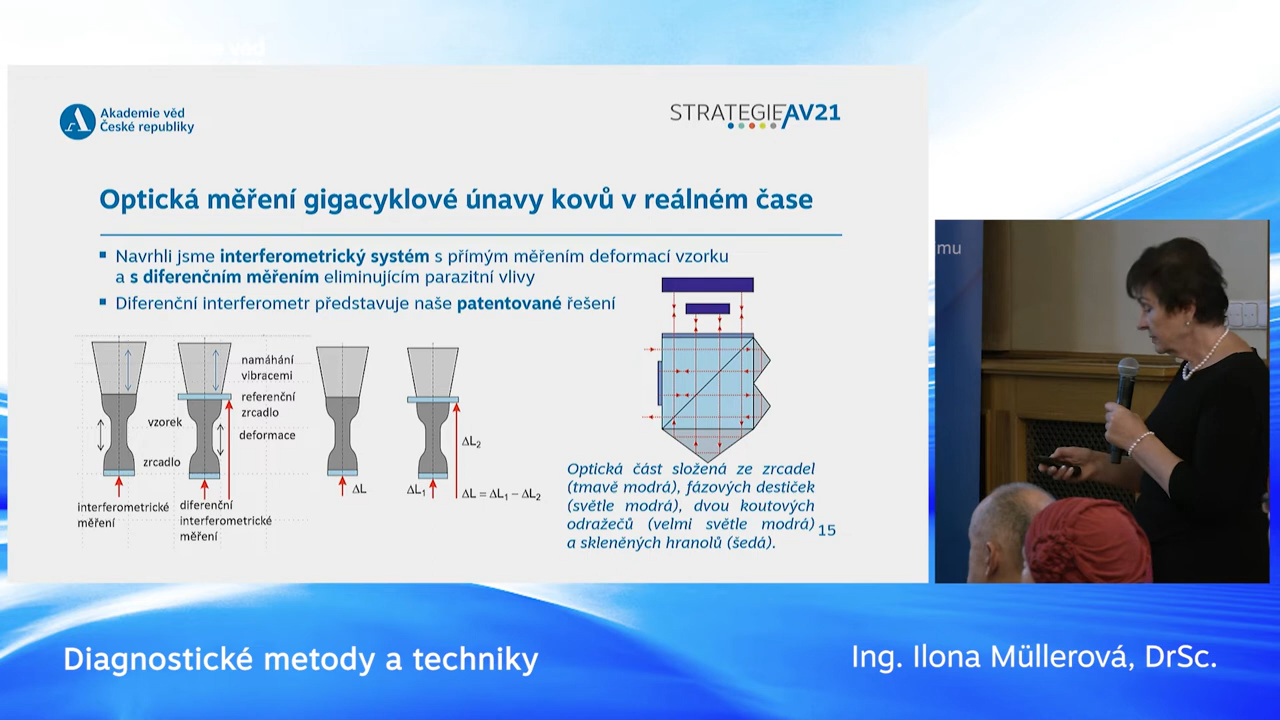 Akademie věd
České republiky
STRATEGIE AV21
Optická měření gigacyklové únavy kovů v reálném čase
Navrhli jsme interferometrický systém s přímým měřením deformací vzorku
a s diferenčním měřením eliminujícím parazitní vlivy
Diferenční interferometr představuje naše patentované řešení
namáhání
vibracemi
referenční
zrcadlo
vzorek
deformace
zrcadlo
interferometrické
měření
diferenční
interferometrické
měření
ΔL
ΔL₁
ΔL₂
ΔL = ΔL₁ − ΔL₂
Optická část složená ze zrcadel
(tmavě modrá), fázových destiček
(světle modrá), dvou koutových
odražečů (velmi světle modrá)
a skleněných hranolů (šedá).
15
imu
Diagnostické metody a techniky
Ing. Ilona Müllerová, DrSc.